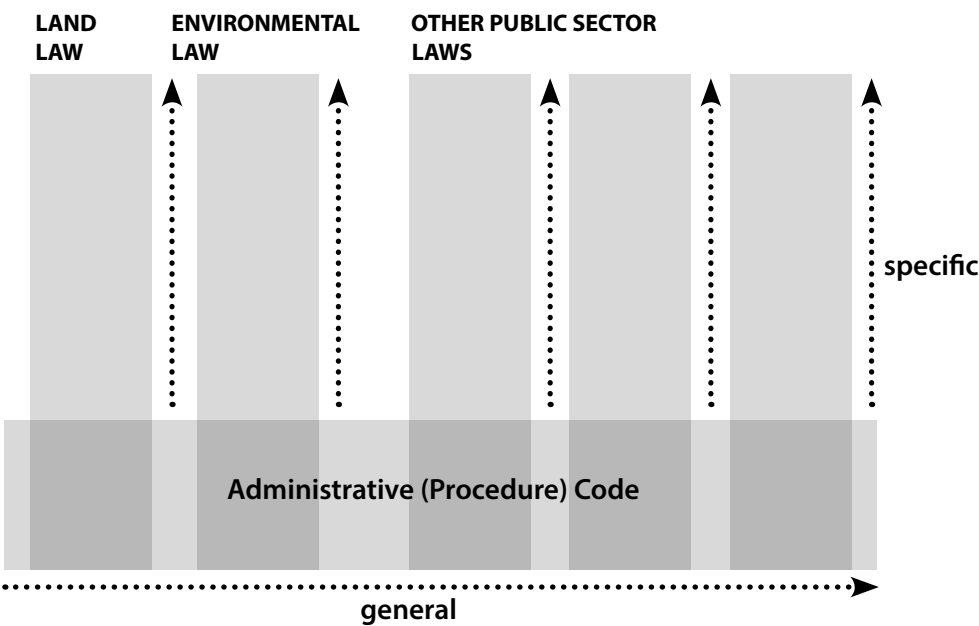 LAND
LAW
ENVIRONMENTAL
LAW
OTHER PUBLIC SECTOR
LAWS
specific
Administrative (Procedure) Code
general